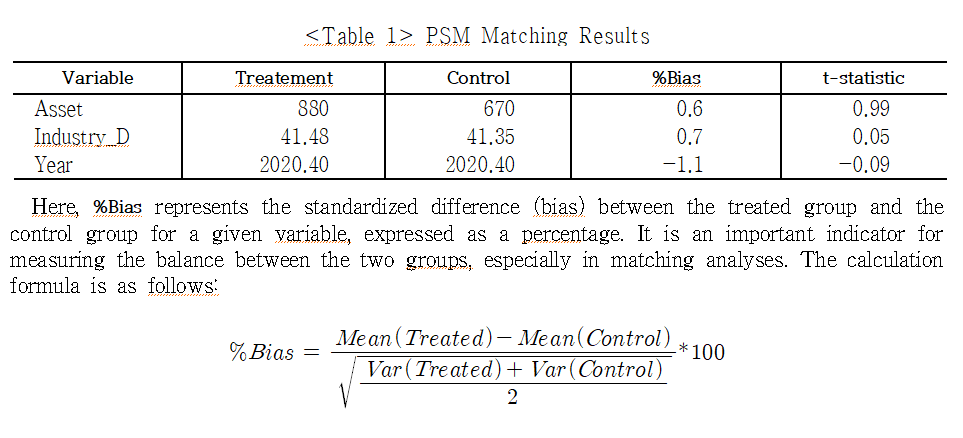 <Table 1> PSM Matching Results
Variable Treatement Control %Bias t-statistic
Asset 880 670 0.6 0.99
Industry_D 41.48 41.35 0.7 0.05
Year 2020.40 2020.40 -1.1 -0.09
Here, %Bias represents the standardized difference (bias) between the treated group and the
control group for a given variable, expressed as a percentage. It is an important indicator for
measuring the balance between the two groups, especially in matching analyses. The calculation
formula is as follows:
%Bias = \frac{Mean(Treated) - Mean(Control)}{\sqrt{\frac{Var(Treated) + Var(Control)}{2}}} * 100